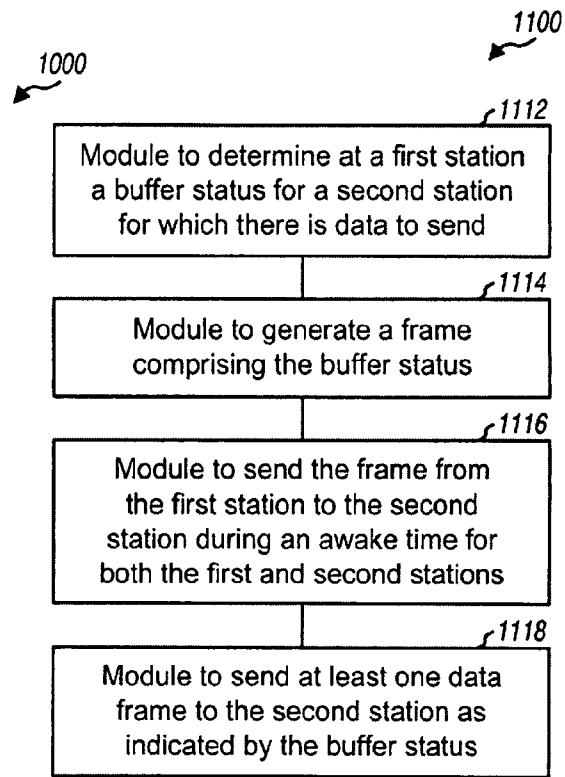 1100
1000
1112
Module to determine at a first station
a buffer status for a second station
for which there is data to send
1114
Module to generate a frame
comprising the buffer status
1116
Module to send the frame from
the first station to the second
station during an awake time for
both the first and second stations
1118
Module to send at least one data
frame to the second station as
indicated by the buffer status